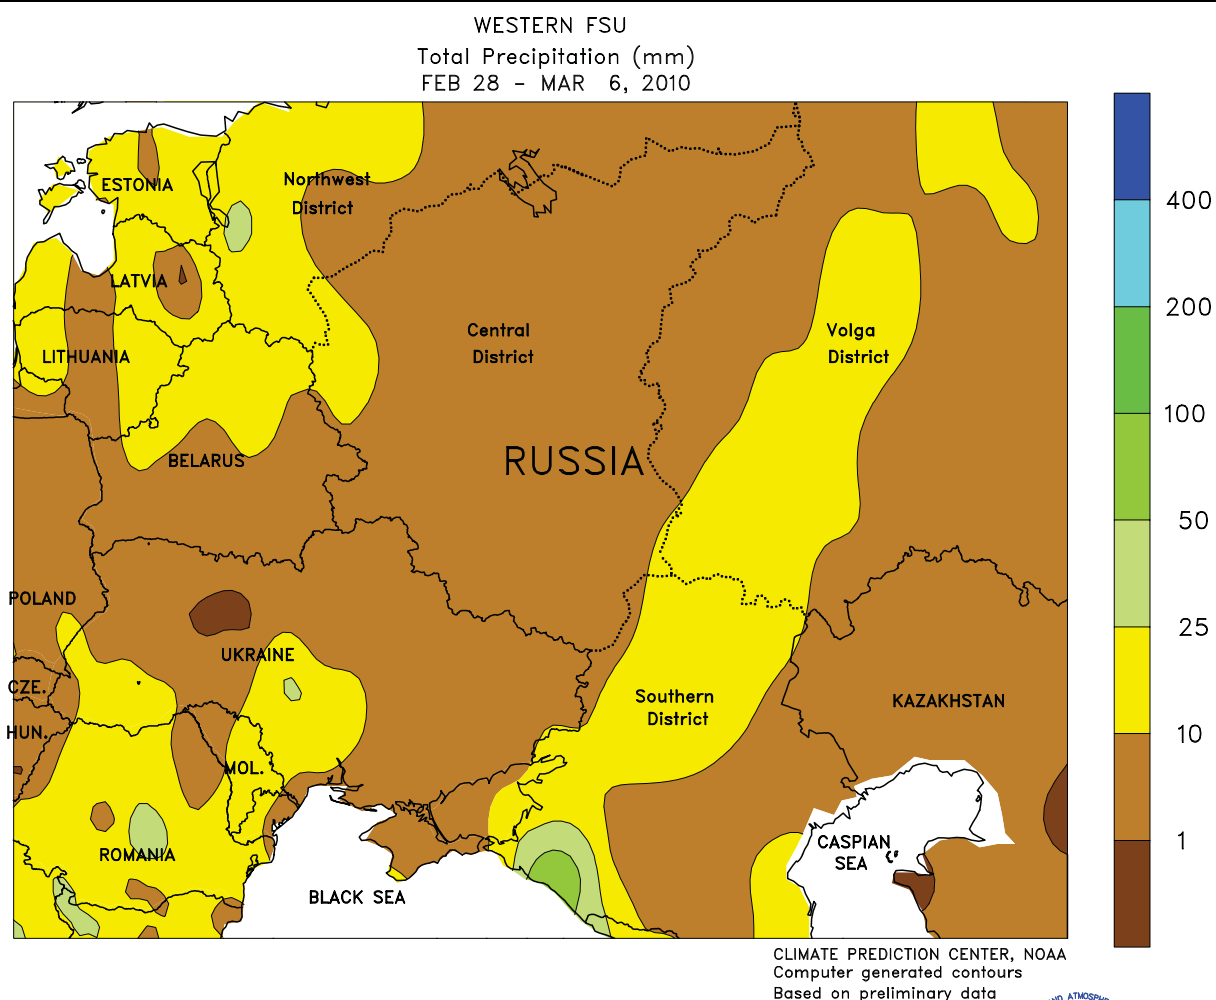 WESTERN FSU
Total Precipitation (mm)
FEB 28 - MAR 6, 2010
ESTONIA
Northwest
District
LATVIA
LITHUANIA
Central
District
Volga
District
BELARUS
RUSSIA
POLAND
UKRAINE
CZE.
Southern
District
KAZAKHSTAN
HUN.
MOL.
ROMANIA
CASPIAN
SEA
BLACK SEA
400
200
100
50
25
10
1
CLIMATE PREDICTION CENTER, NOAA
Computer generated contours
Based on preliminary data